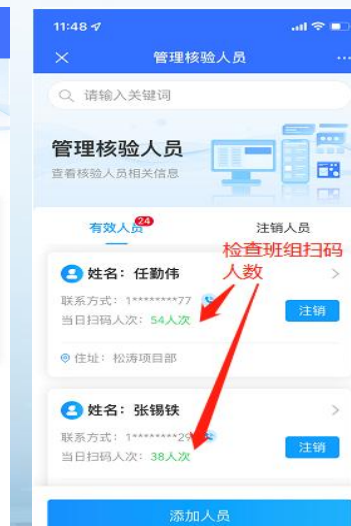 11:48
管理核验人员
请输入关键词
管理核验人员
查看核验人员相关信息
有效人员
24
注销人员
检查班组扫码
人数
姓名：任勤伟
联系方式：1********77
当日扫码人次：54人次
注销
住址：松涛项目部
姓名：张锡铁
联系方式：1********29
当日扫码人次：38人次
注销
添加人员